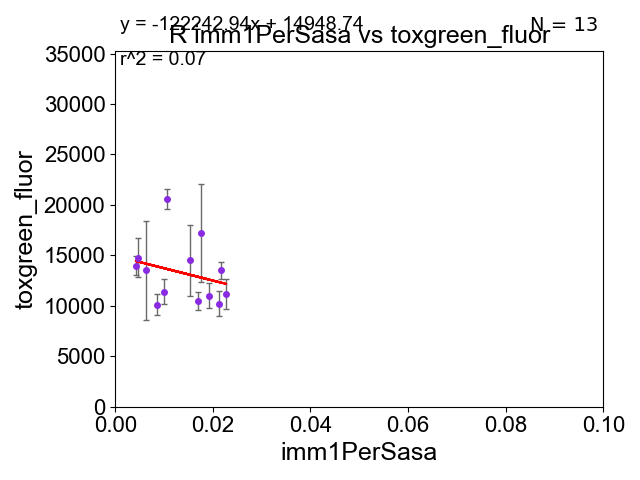 y = -122242.94x + 14948.74
N = 13
R imm1PerSasa vs toxgreen_fluor
r^2 = 0.07
35000
30000
25000
20000
15000
10000
5000
0
toxgreen_fluor
0.00 0.02 0.04 0.06 0.08 0.10
imm1PerSasa